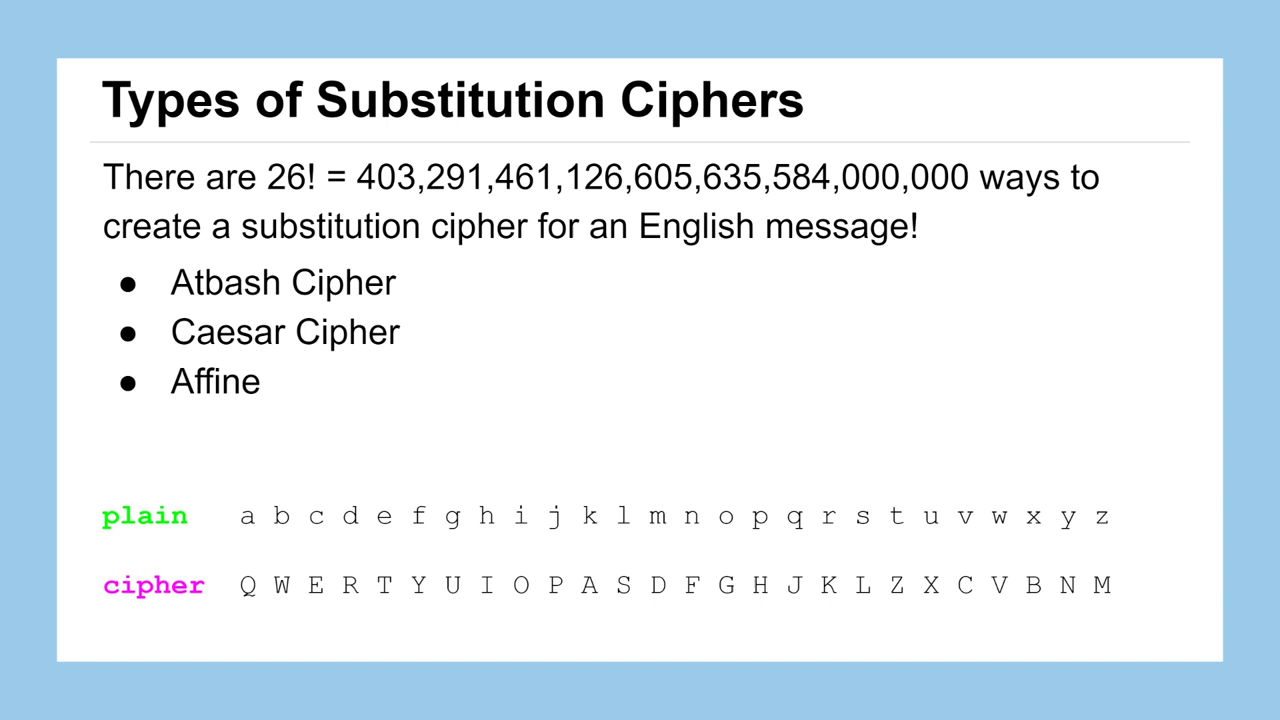 Types of Substitution Ciphers
There are 26! = 403,291,461,126,605,635,584,000,000 ways to
create a substitution cipher for an English message!
● Atbash Cipher
● Caesar Cipher
● Affine
plain a b c d e f g h i j k l m n o p q r s t u v w x y z
cipher Q W E R T Y U I O P A S D F G H J K L Z X C V B N M